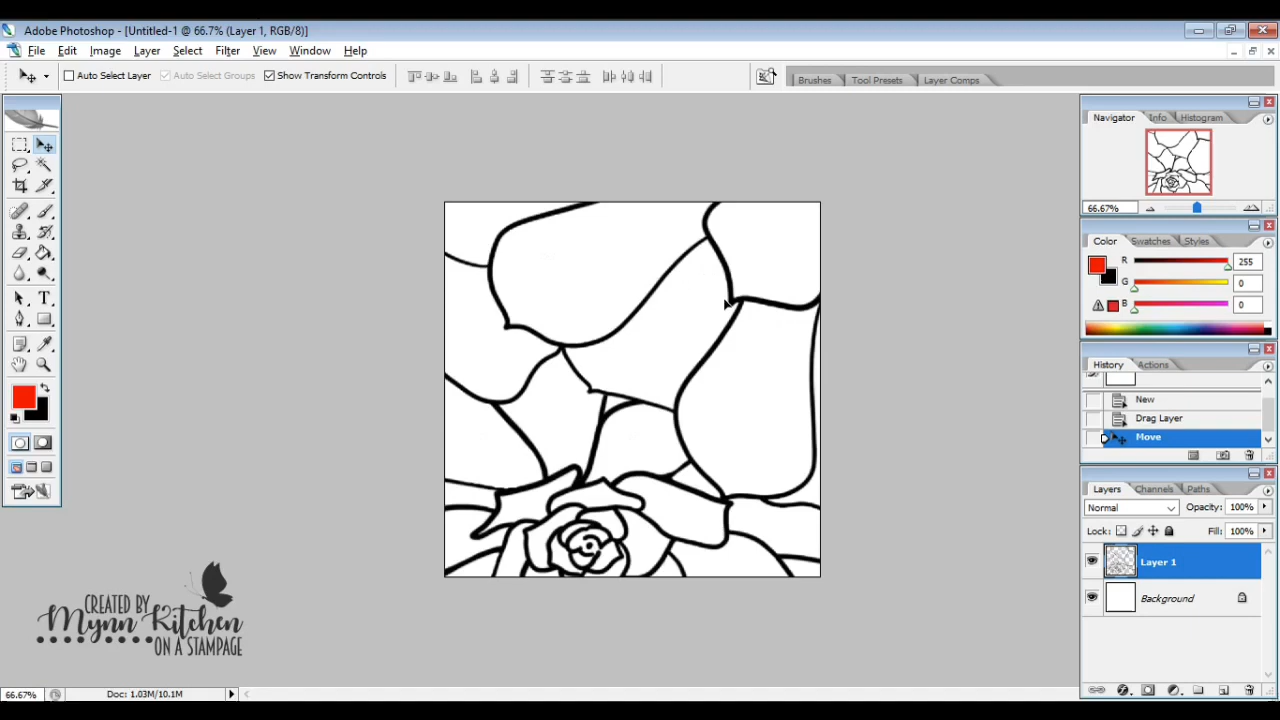 Adobe Photoshop - [Untitled-1 @ 66.7% (Layer 1, RGB/8)]
File Edit Image Layer Select Filter View Window Help
Auto Select Layer Auto Select Groups Show Transform Controls
Brushes Tool Presets Layer Comps
Navigator Info Histogram
66.67%
Color Swatches Styles
R 255
G 0
B 0
History Actions
New
Drag Layer
Move
Layers Channels Paths
Normal Opacity: 100%
Lock: Fill: 100%
Layer 1
Background
CREATED BY
Mynn Kitchen
ON A STAMPAGE
66.67% Doc: 1.03M/10.1M